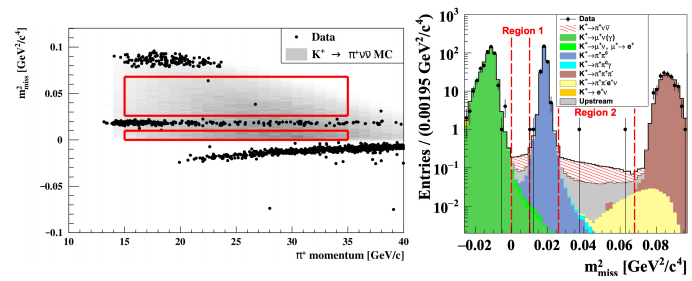 m²miss [GeV²/c⁴]
0.1
0.05
0
−0.05
−0.1
Data
K⁺ → π⁺νν̄ MC
10 15 20 25 30 35 40
π⁺ momentum [GeV/c]
Entries / (0.00195 GeV²/c⁴)
10³
10²
10
1
10⁻¹
10⁻²
Region 1
Data
K⁺→π⁺νν̄
K⁺→μ⁺ν(γ)
K⁺→μ⁺ν, μ⁺→ e⁺
K⁺→π⁺π⁰
K⁺→π⁺π⁰γ
K⁺→π⁺π⁺π⁻
K⁺→π⁺π⁻e⁺ν
K⁺→ e⁺ν
Upstream
Region 2
−0.02 0 0.02 0.04 0.06 0.08
m²miss [GeV²/c⁴]